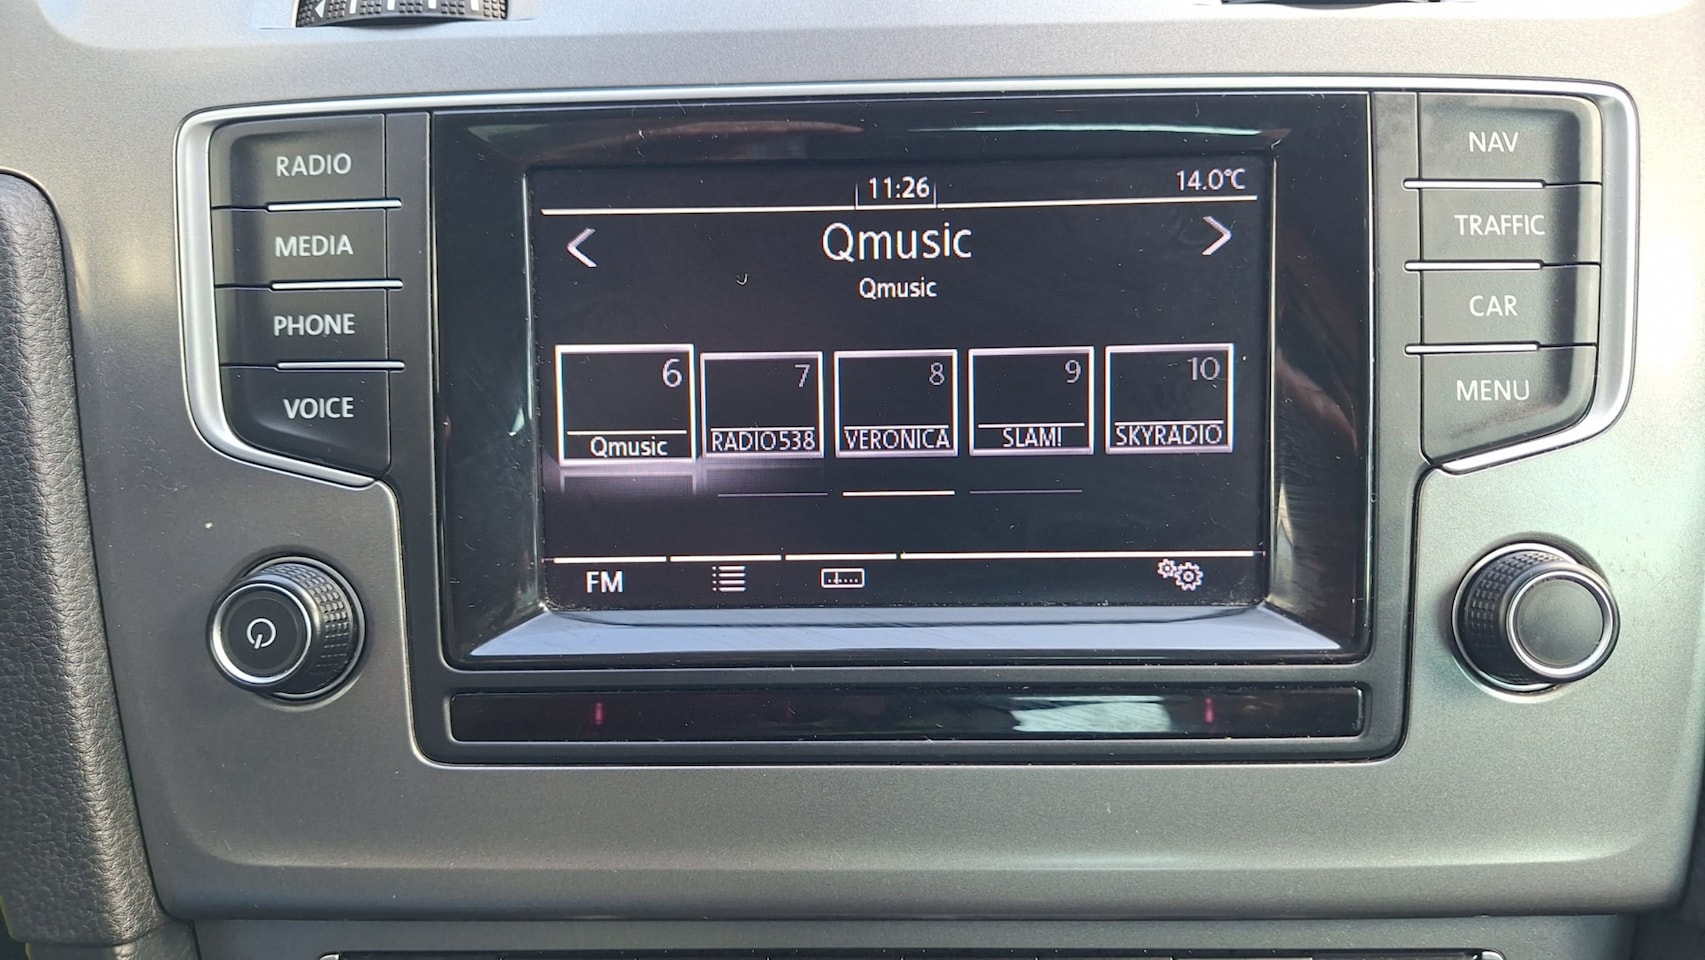 RADIO
MEDIA
PHONE
VOICE
11:26
14.0°C
Qmusic
Qmusic
6
Qmusic
7
RADIO538
8
VERONICA
9
SLAM!
10
SKYRADIO
FM
NAV
TRAFFIC
CAR
MENU